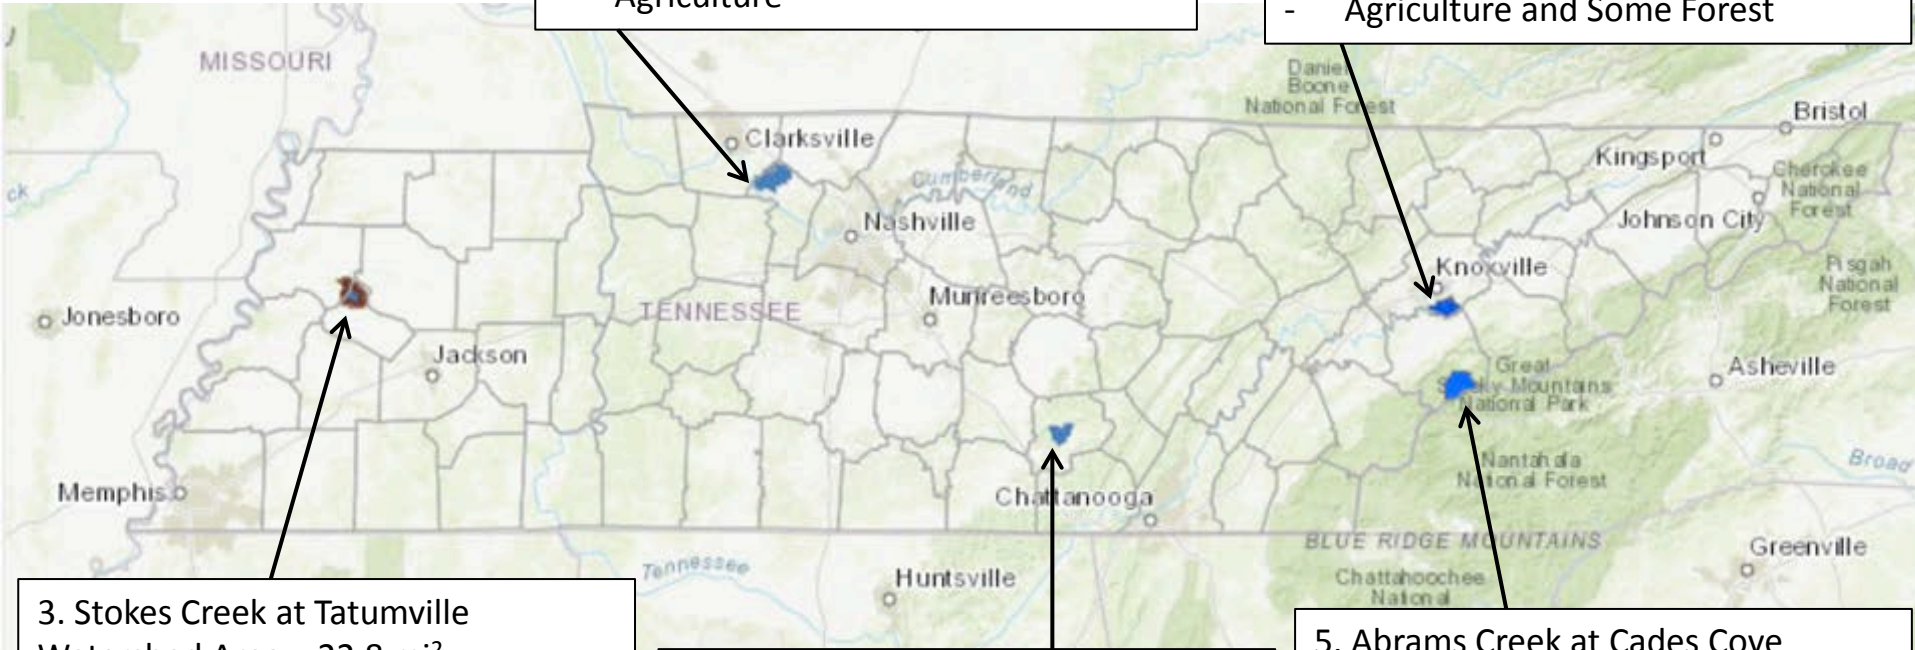 Agriculture
- Agriculture and Some Forest
MISSOURI
Daniel
Boone
National Forest
Bristol
Clarksville
Kingsport
Cherokee
National
Forest
ck
Cumberland
Nashville
Johnson City
Knoxville
Pisgah
National
Forest
Jonesboro
TENNESSEE
Murfreesboro
Jackson
Great
Smoky Mountains
National Park
Asheville
Memphis
Nantahala
National Forest
Broad
Chattanooga
BLUE RIDGE MOUNTAINS
Greenville
Tennessee
Huntsville
Chattahoochee
National
3. Stokes Creek at Tatumville
5. Abrams Creek at Cades Cove